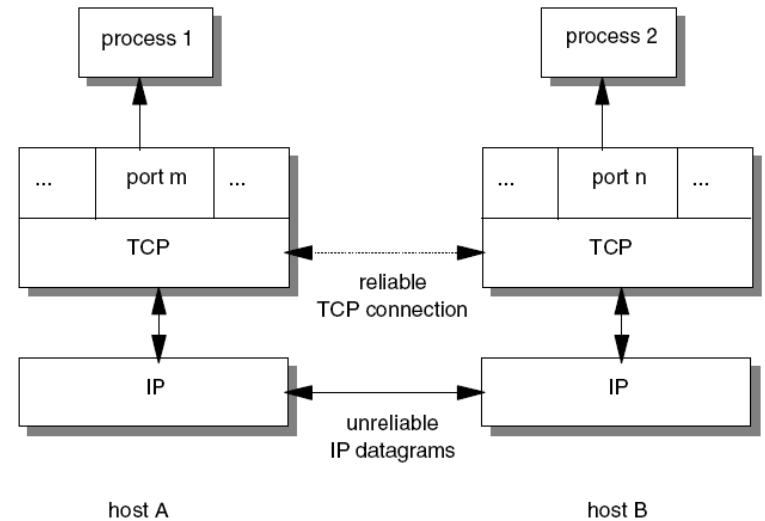 process 1
process 2
... port m ...
... port n ...
TCP
TCP
reliable
TCP connection
IP
IP
unreliable
IP datagrams
host A
host B